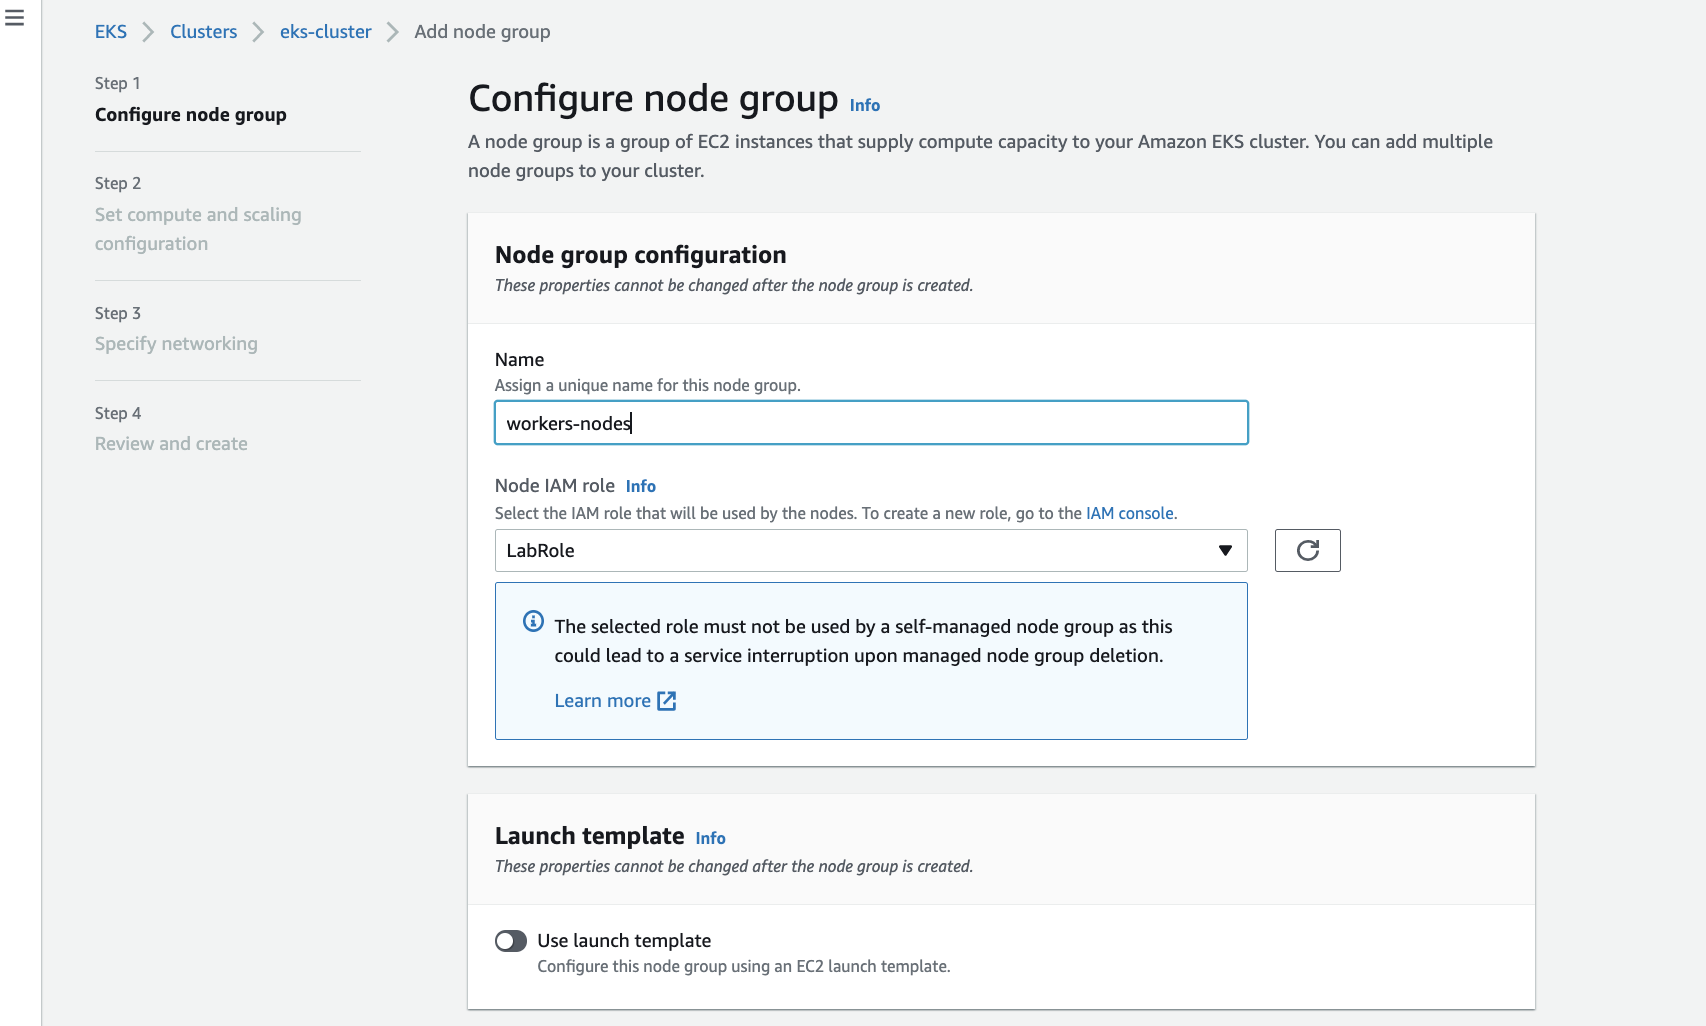 EKS > Clusters > eks-cluster > Add node group
Step 1
Configure node group
Step 2
Set compute and scaling
configuration
Step 3
Specify networking
Step 4
Review and create
Configure node group Info
A node group is a group of EC2 instances that supply compute capacity to your Amazon EKS cluster. You can add multiple
node groups to your cluster.
Node group configuration
These properties cannot be changed after the node group is created.
Name
Assign a unique name for this node group.
workers-nodes
Node IAM role Info
Select the IAM role that will be used by the nodes. To create a new role, go to the IAM console.
LabRole
The selected role must not be used by a self-managed node group as this
could lead to a service interruption upon managed node group deletion.
Learn more
Launch template Info
These properties cannot be changed after the node group is created.
Use launch template
Configure this node group using an EC2 launch template.